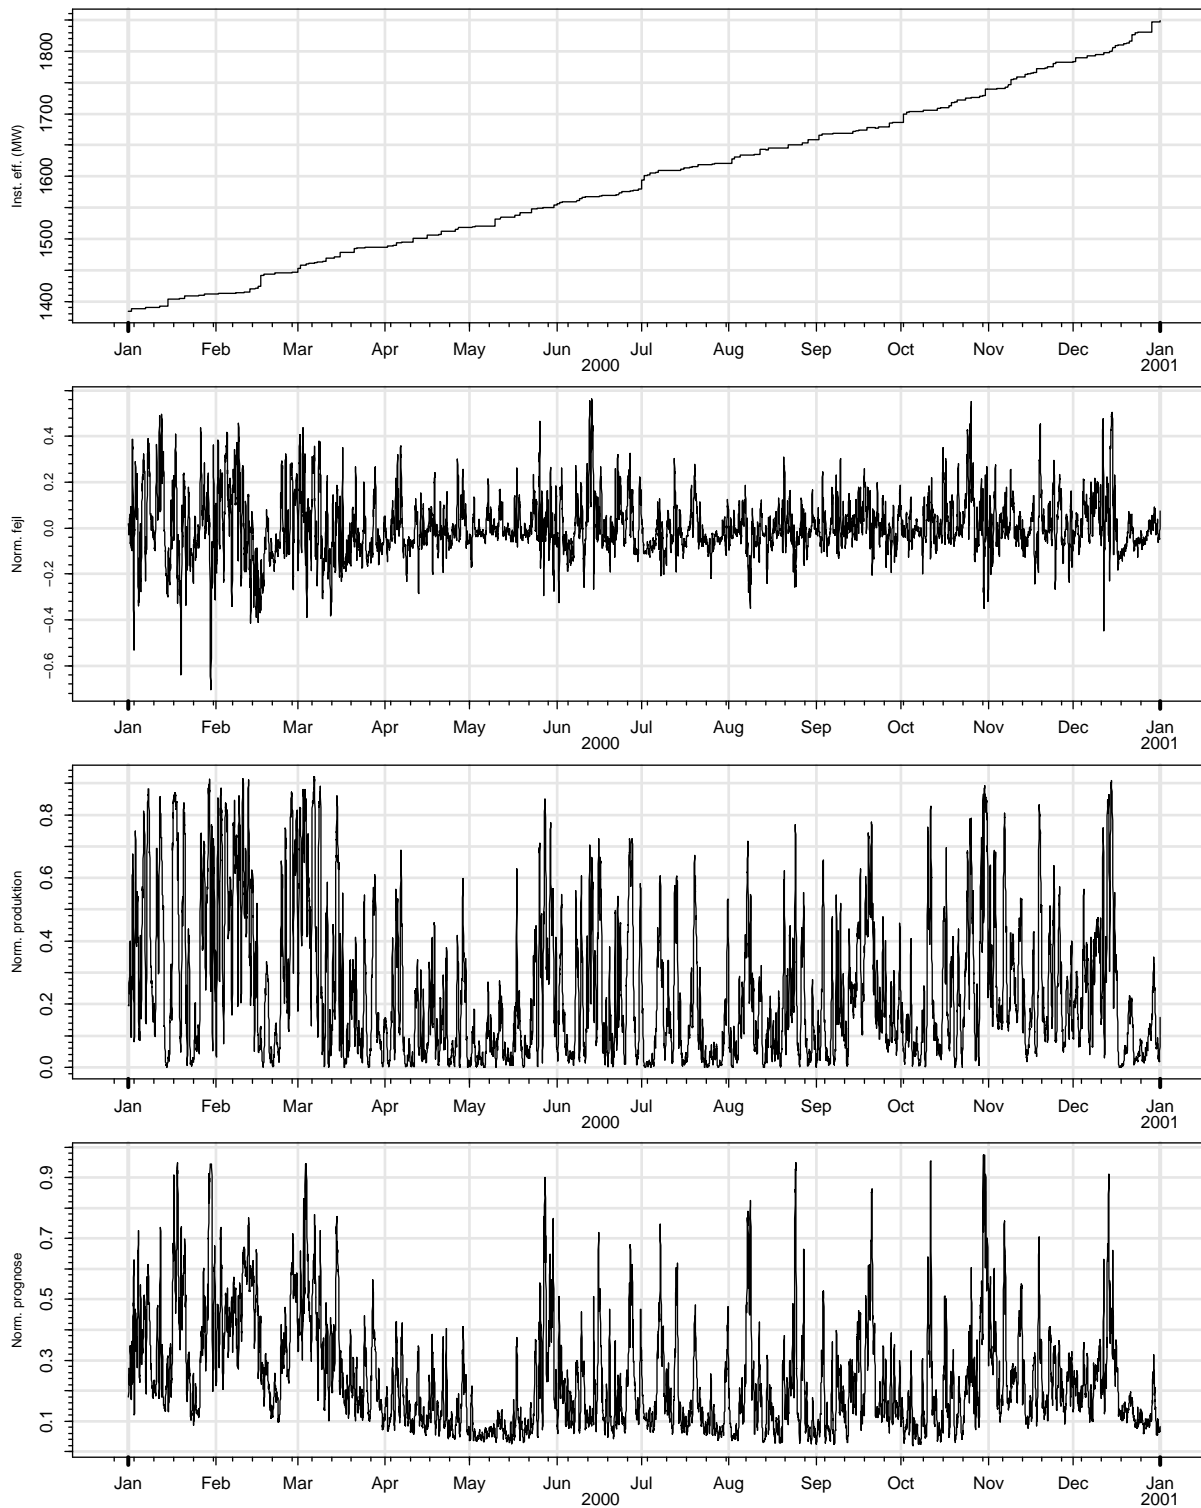 Inst. eff. (MW)
1400 1500 1600 1700 1800
Jan Feb Mar Apr May Jun Jul Aug Sep Oct Nov Dec Jan
2000 2001
Norm. fejl
−0.6 −0.4 −0.2 0.0 0.2 0.4
Jan Feb Mar Apr May Jun Jul Aug Sep Oct Nov Dec Jan
2000 2001
Norm. produktion
0.0 0.2 0.4 0.6 0.8
Jan Feb Mar Apr May Jun Jul Aug Sep Oct Nov Dec Jan
2000 2001
Norm. prognose
0.1 0.3 0.5 0.7 0.9
Jan Feb Mar Apr May Jun Jul Aug Sep Oct Nov Dec Jan
2000 2001